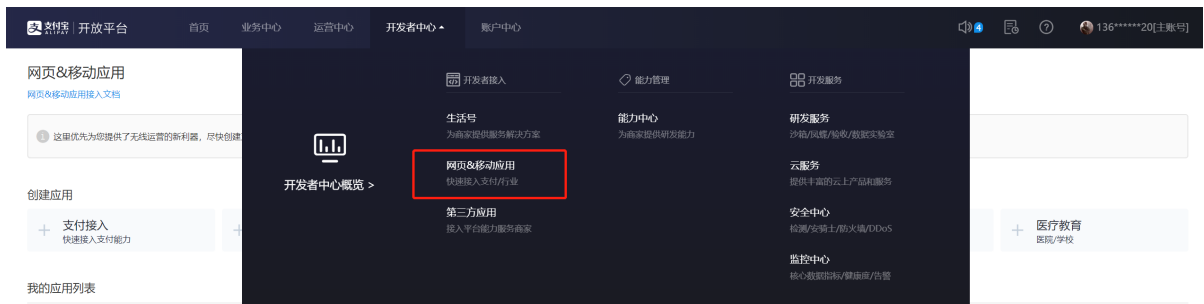 支付宝 ALIPAY 开放平台 首页 业务中心 运营中心 开发者中心 账户中心 4 136******20[主账号]
网页&移动应用
网页&移动应用接入文档
这里优先为您提供了无线运营的新利器，尽快创建
创建应用
支付接入
快速接入支付能力
我的应用列表
开发者中心概览 >
开发者接入
生活号
为商家提供服务解决方案
网页&移动应用
快速接入支付/行业
第三方应用
接入平台能力服务商家
能力管理
能力中心
为商家提供研发能力
开发服务
研发服务
沙箱/凤蝶/验收/数据实验室
云服务
提供丰富的云上产品和服务
安全中心
检测/安骑士/防火墙/DDoS
监控中心
核心数据指标/健康度/告警
医疗教育
医院/学校